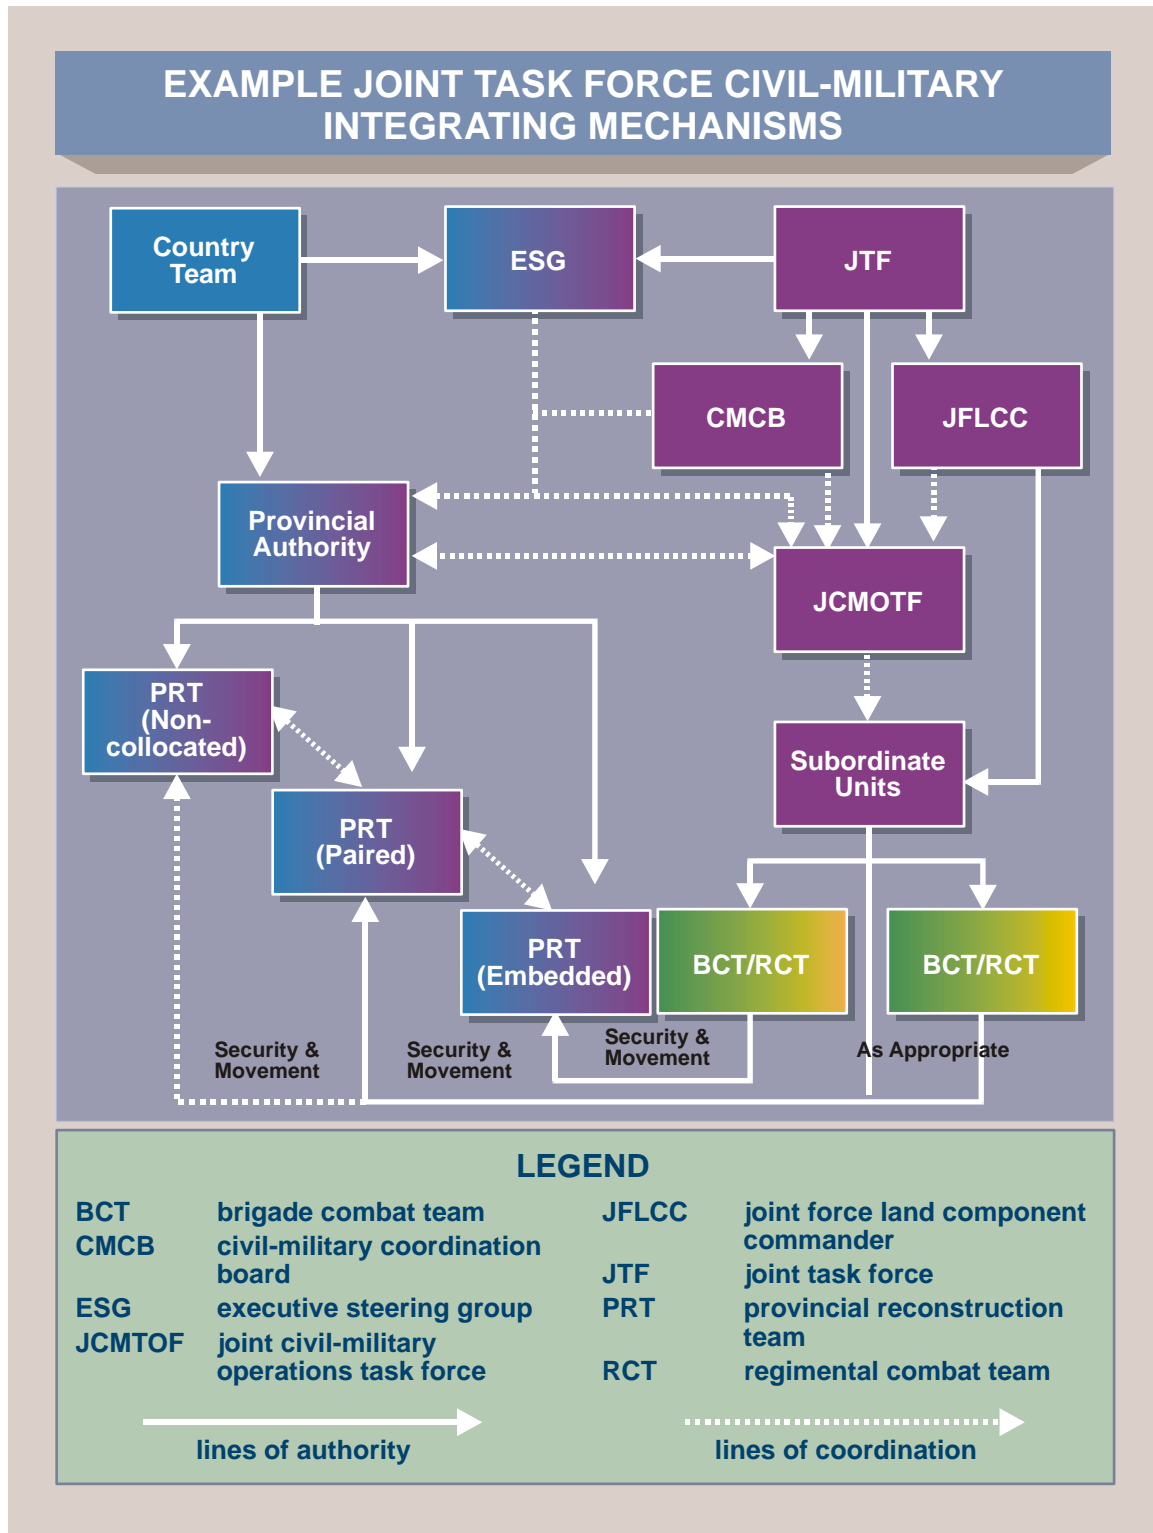 EXAMPLE JOINT TASK FORCE CIVIL-MILITARY
INTEGRATING MECHANISMS
Country
Team
ESG
JTF
CMCB
JFLCC
Provincial
Authority
JCMOTF
PRT
(Non-
collocated)
Subordinate
Units
PRT
(Paired)
PRT
(Embedded)
BCT/RCT
BCT/RCT
Security &
Movement
Security &
Movement
Security &
Movement
As Appropriate
LEGEND
BCT brigade combat team
CMCB civil-military coordination
board
ESG executive steering group
JCMTOF joint civil-military
operations task force
JFLCC joint force land component
commander
JTF joint task force
PRT provincial reconstruction
team
RCT regimental combat team
lines of authority
lines of coordination